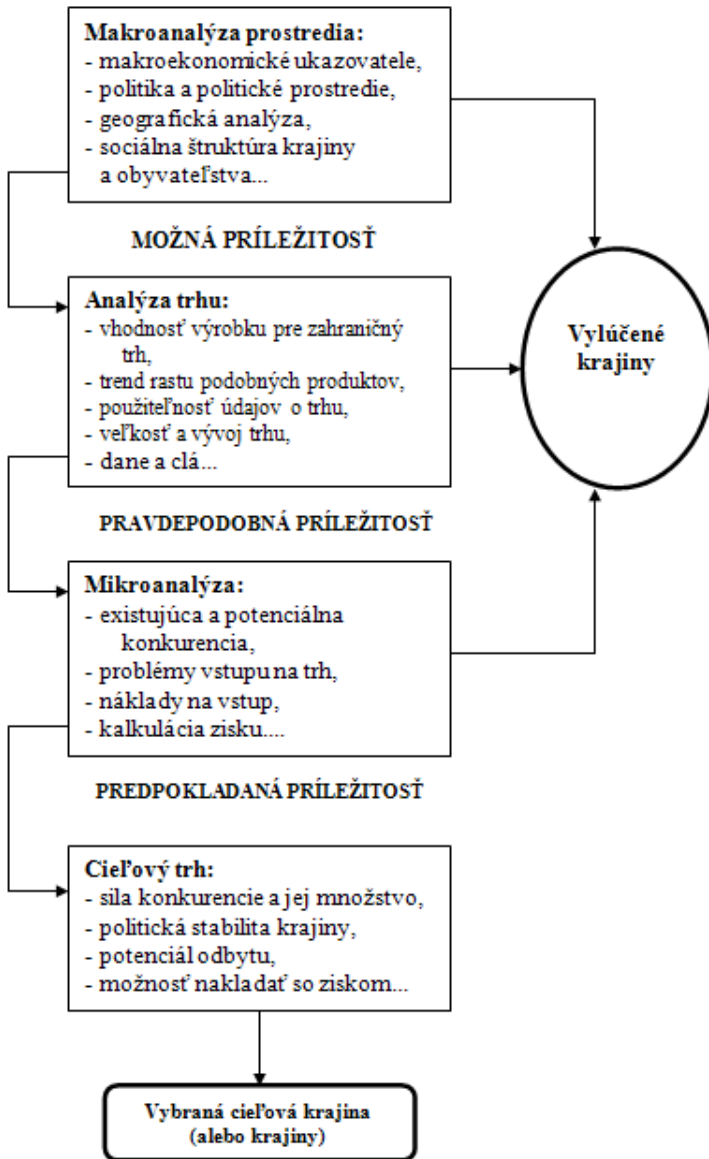 Makroanalýza prostredia:
- makroekonomické ukazovatele,
- politika a politické prostredie,
- geografická analýza,
- sociálna štruktúra krajiny
a obyvateľstva...
MOŽNÁ PRÍLEŽITOSŤ
Analýza trhu:
- vhodnosť výrobku pre zahraničný
trh,
- trend rastu podobných produktov,
- použiteľnosť údajov o trhu,
- veľkosť a vývoj trhu,
- dane a clá...
Vylúčené
krajiny
PRAVDEPODOBNÁ PRÍLEŽITOSŤ
Mikroanalýza:
- existujúca a potenciálna
konkurencia,
- problémy vstupu na trh,
- náklady na vstup,
- kalkulácia zisku....
PREDPOKLADANÁ PRÍLEŽITOSŤ
Cieľový trh:
- sila konkurencie a jej množstvo,
- politická stabilita krajiny,
- potenciál odbytu,
- možnosť nakladať so ziskom...
Vybraná cieľová krajina
(alebo krajiny)